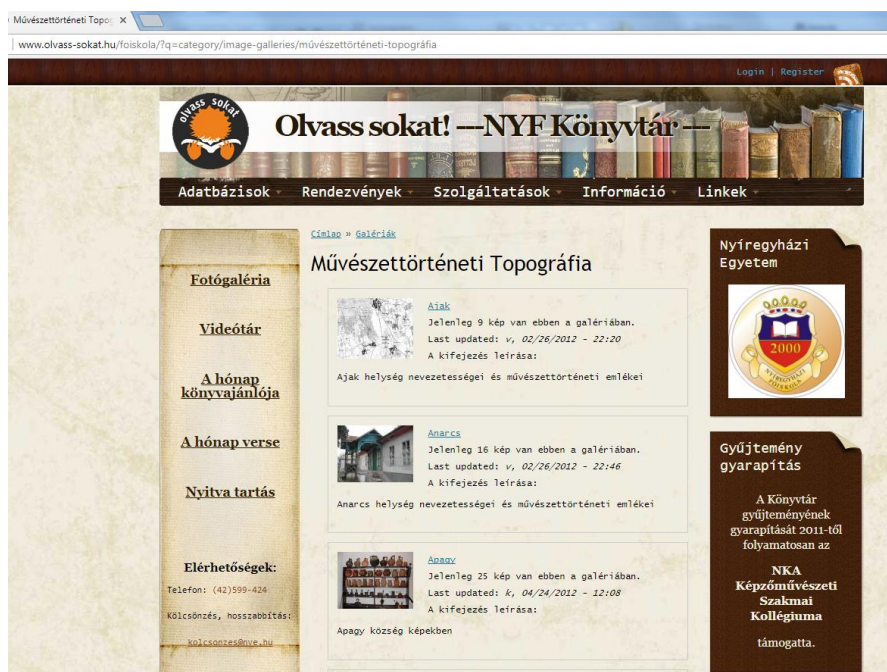 Művészettörténeti Topog
www.olvass-sokat.hu/foiskola/?q=category/image-galleries/művészettörténeti-topográfia
Login | Register
olvass sokat
Olvass sokat! ---NYF Könyvtár---
Adatbázisok Rendezvények Szolgáltatások Információ Linkek
Fotógaléria
Videótár
A hónap
könyvajánlója
A hónap verse
Nyitva tartás
Elérhetőségek:
Telefon: (42)599-424
Kölcsönzés, hosszabbítás:
kolcsonzes@nye.hu
Címlap » Galériák
Művészettörténeti Topográfia
Ajak
Jelenleg 9 kép van ebben a galériában.
Last updated: v, 02/26/2012 - 22:20
A kifejezés leírása:
Ajak helység nevezetességei és művészettörténeti emlékei
Anarcs
Jelenleg 16 kép van ebben a galériában.
Last updated: v, 02/26/2012 - 22:46
A kifejezés leírása:
Anarcs helység nevezetességei és művészettörténeti emlékei
Apagy
Jelenleg 25 kép van ebben a galériában.
Last updated: k, 04/24/2012 - 12:08
A kifejezés leírása:
Apagy község képekben
Nyíregyházi
Egyetem
2000
NYÍREGYHÁZI FŐISKOLA
Gyűjtemény
gyarapítás
A Könyvtár
gyűjteményének
gyarapítását 2011-től
folyamatosan az
NKA
Képzőművészeti
Szakmai
Kollégiuma
támogatta.